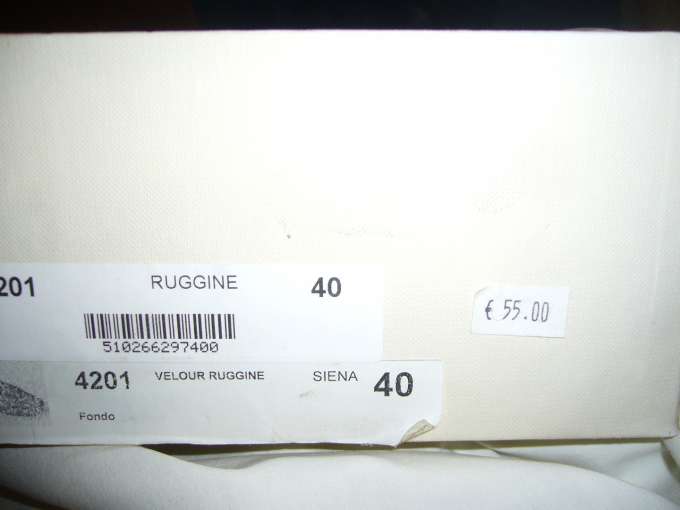 201 RUGGINE 40
510266297400
€ 55.00
4201 VELOUR RUGGINE SIENA 40
Fondo